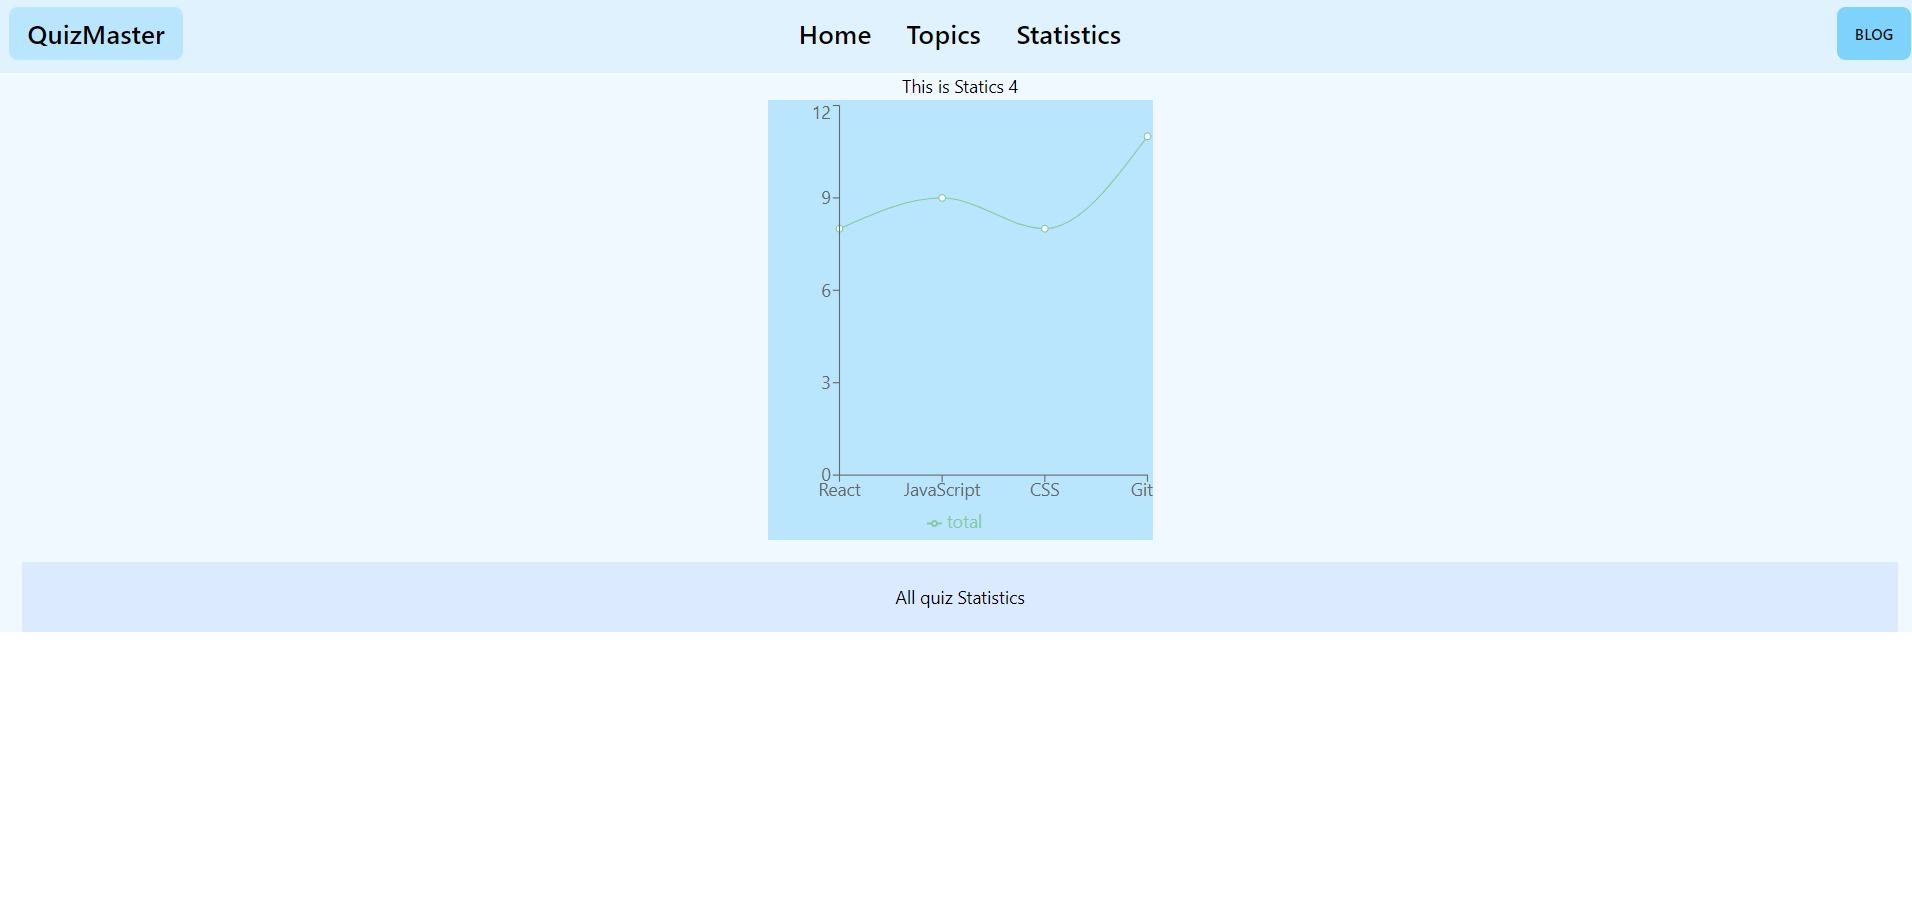 QuizMaster
Home Topics Statistics
BLOG
This is Statics 4
12
9
6
3
0
React JavaScript CSS Git
total
All quiz Statistics